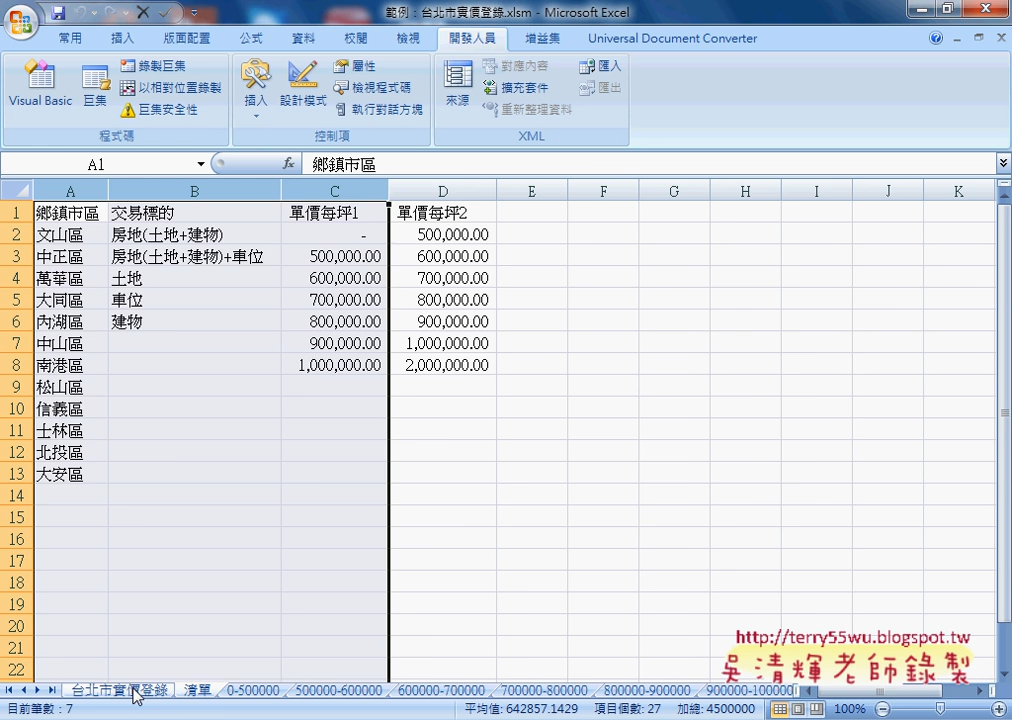 範例：台北市實價登錄.xlsm - Microsoft Excel
常用 插入 版面配置 公式 資料 校閱 檢視 開發人員 增益集 Universal Document Converter
Visual Basic 巨集 錄製巨集 以相對位置錄製 巨集安全性 程式碼
插入 設計模式 屬性 檢視程式碼 執行對話方塊 控制項
來源 對應內容 擴充套件 重新整理資料 匯入 匯出 XML
A1 fx 鄉鎮市區
A B C D E F G H I J K
1 鄉鎮市區 交易標的 單價每坪1 單價每坪2
2 文山區 房地(土地+建物) - 500,000.00
3 中正區 房地(土地+建物)+車位 500,000.00 600,000.00
4 萬華區 土地 600,000.00 700,000.00
5 大同區 車位 700,000.00 800,000.00
6 內湖區 建物 800,000.00 900,000.00
7 中山區 900,000.00 1,000,000.00
8 南港區 1,000,000.00 2,000,000.00
9 松山區
10 信義區
11 士林區
12 北投區
13 大安區
14
15
16
17
18
19
20
21
22
http://terry55wu.blogspot.tw
吳清輝老師錄製
台北市實價登錄 清單 0-500000 500000-600000 600000-700000 700000-800000 800000-900000 900000-100000
目前筆數：7 平均值: 642857.1429 項目個數: 27 加總: 4500000 100%